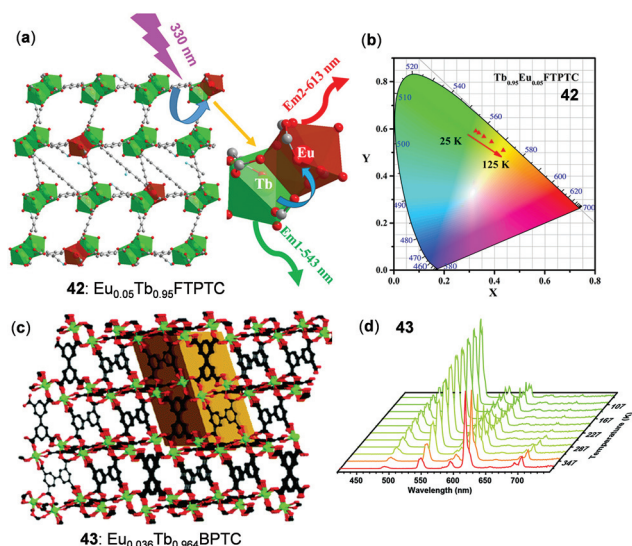 (a)
330 nm
Em2-613 nm
Eu
Tb
Em1-543 nm
42: Eu0.05Tb0.95FTPTC
(b)
Tb0.95Eu0.05FTPTC
42
0.8
0.6
0.4
0.2
0.0
Y
520
540
510
560
500
580
600
620
700
490
480
470
460
380
25 K
125 K
0.0 0.2 0.4 0.6 0.8
X
(c)
43: Eu0.036Tb0.964BPTC
(d)
43
107
167
237
297
347
Temperature (K)
450 500 550 600 650 700
Wavelength (nm)